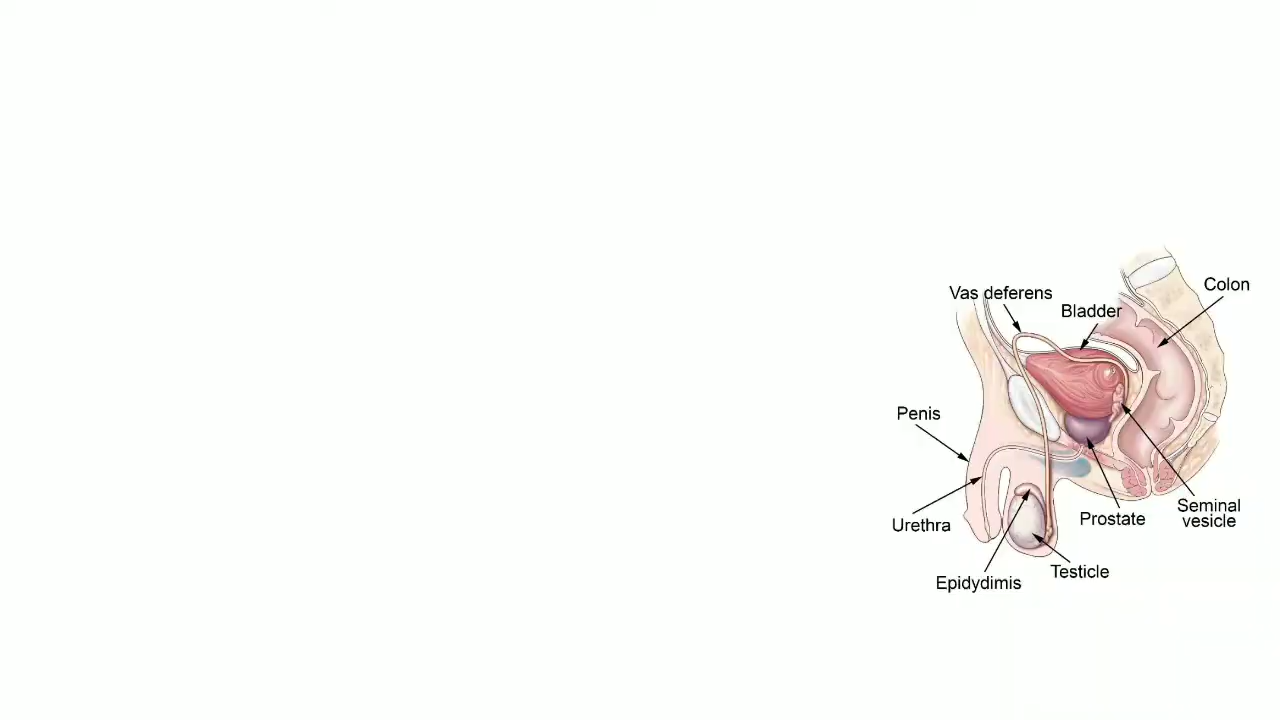 Colon
Vas deferens
Bladder
Penis
Seminal
vesicle
Prostate
Urethra
Testicle
Epidydimis